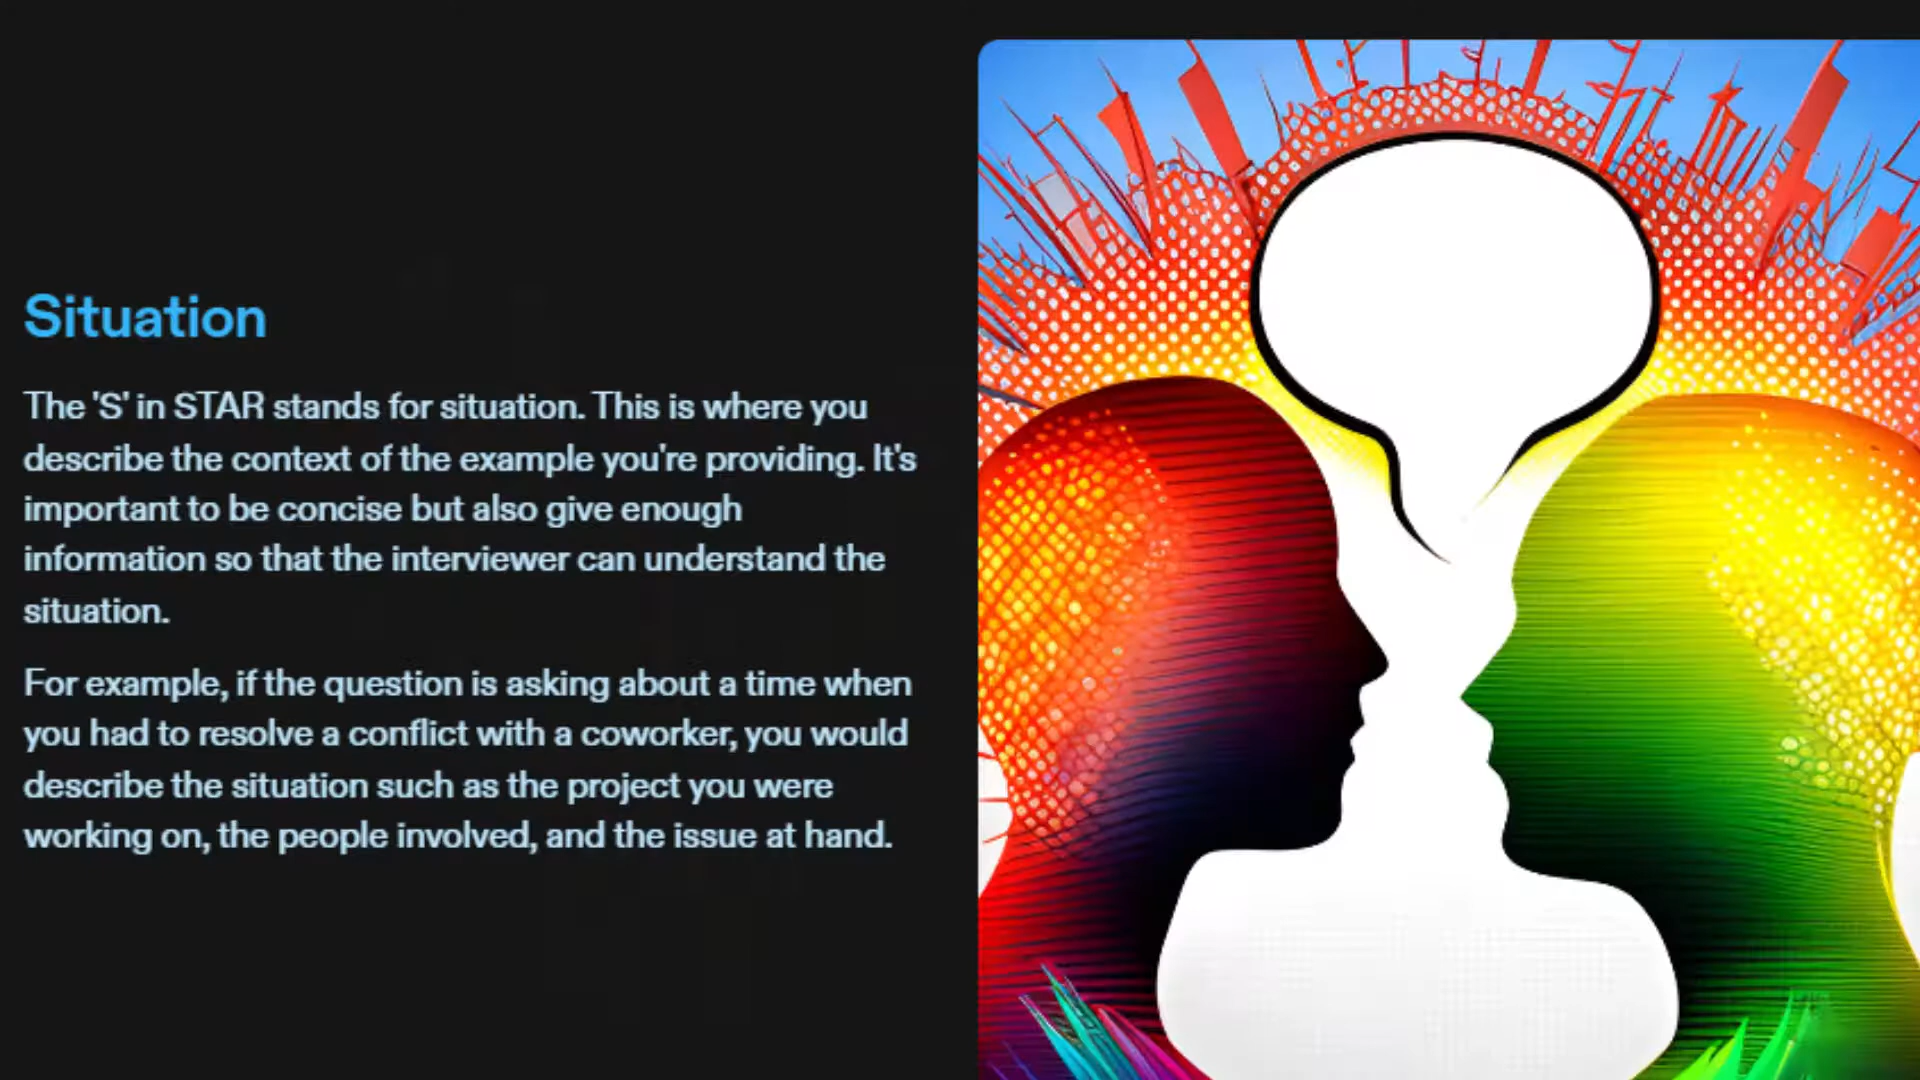 Situation
The 'S' in STAR stands for situation. This is where you
describe the context of the example you're providing. It's
important to be concise but also give enough
information so that the interviewer can understand the
situation.
For example, if the question is asking about a time when
you had to resolve a conflict with a coworker, you would
describe the situation such as the project you were
working on, the people involved, and the issue at hand.